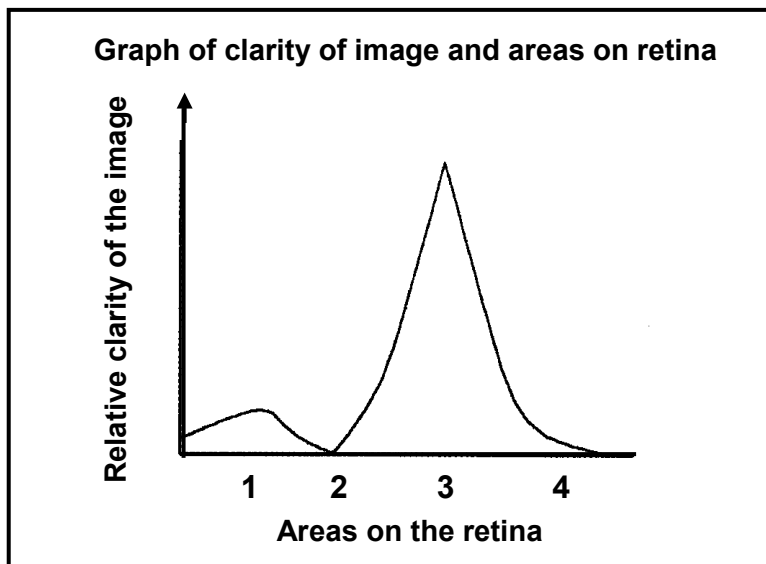 Graph of clarity of image and areas on retina
Relative clarity of the image
1 2 3 4
Areas on the retina